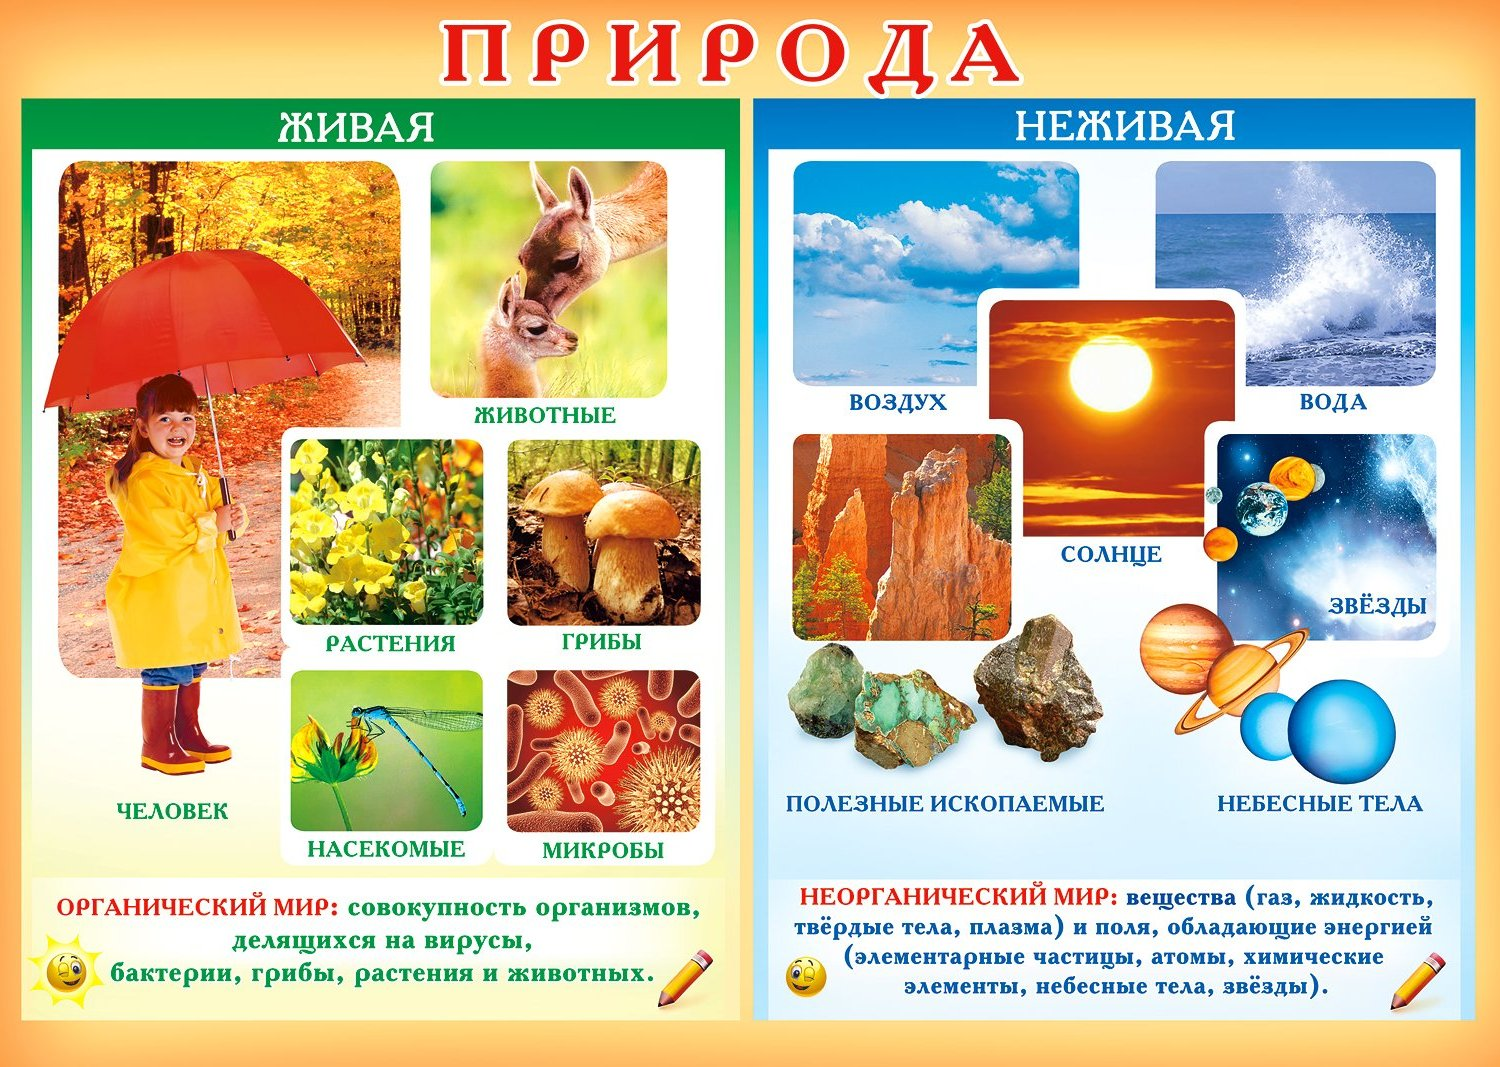 ПРИРОДА
ЖИВАЯ
ЖИВОТНЫЕ
РАСТЕНИЯ
ГРИБЫ
ЧЕЛОВЕК
НАСЕКОМЫЕ
МИКРОБЫ
ОРГАНИЧЕСКИЙ МИР: совокупность организмов,
делящихся на вирусы,
бактерии, грибы, растения и животных.
НЕЖИВАЯ
ВОЗДУХ
ВОДА
СОЛНЦЕ
ЗВЁЗДЫ
ПОЛЕЗНЫЕ ИСКОПАЕМЫЕ
НЕБЕСНЫЕ ТЕЛА
НЕОРГАНИЧЕСКИЙ МИР: вещества (газ, жидкость,
твёрдые тела, плазма) и поля, обладающие энергией
(элементарные частицы, атомы, химические
элементы, небесные тела, звёзды).